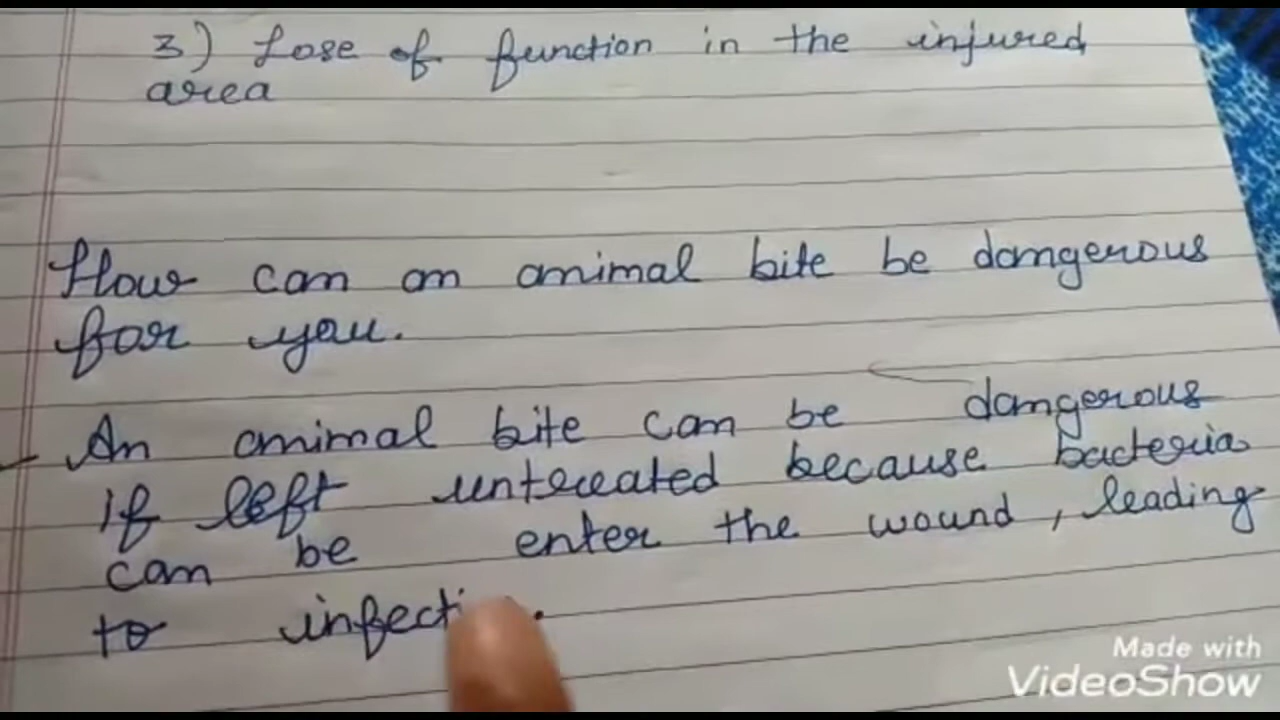 3) Lose of function in the injured
area
How can an animal bite be dangerous
for you.
An animal bite can be dangerous
if left untreated because bacteria
can be enter the wound, leading
to
Made with
VideoShow